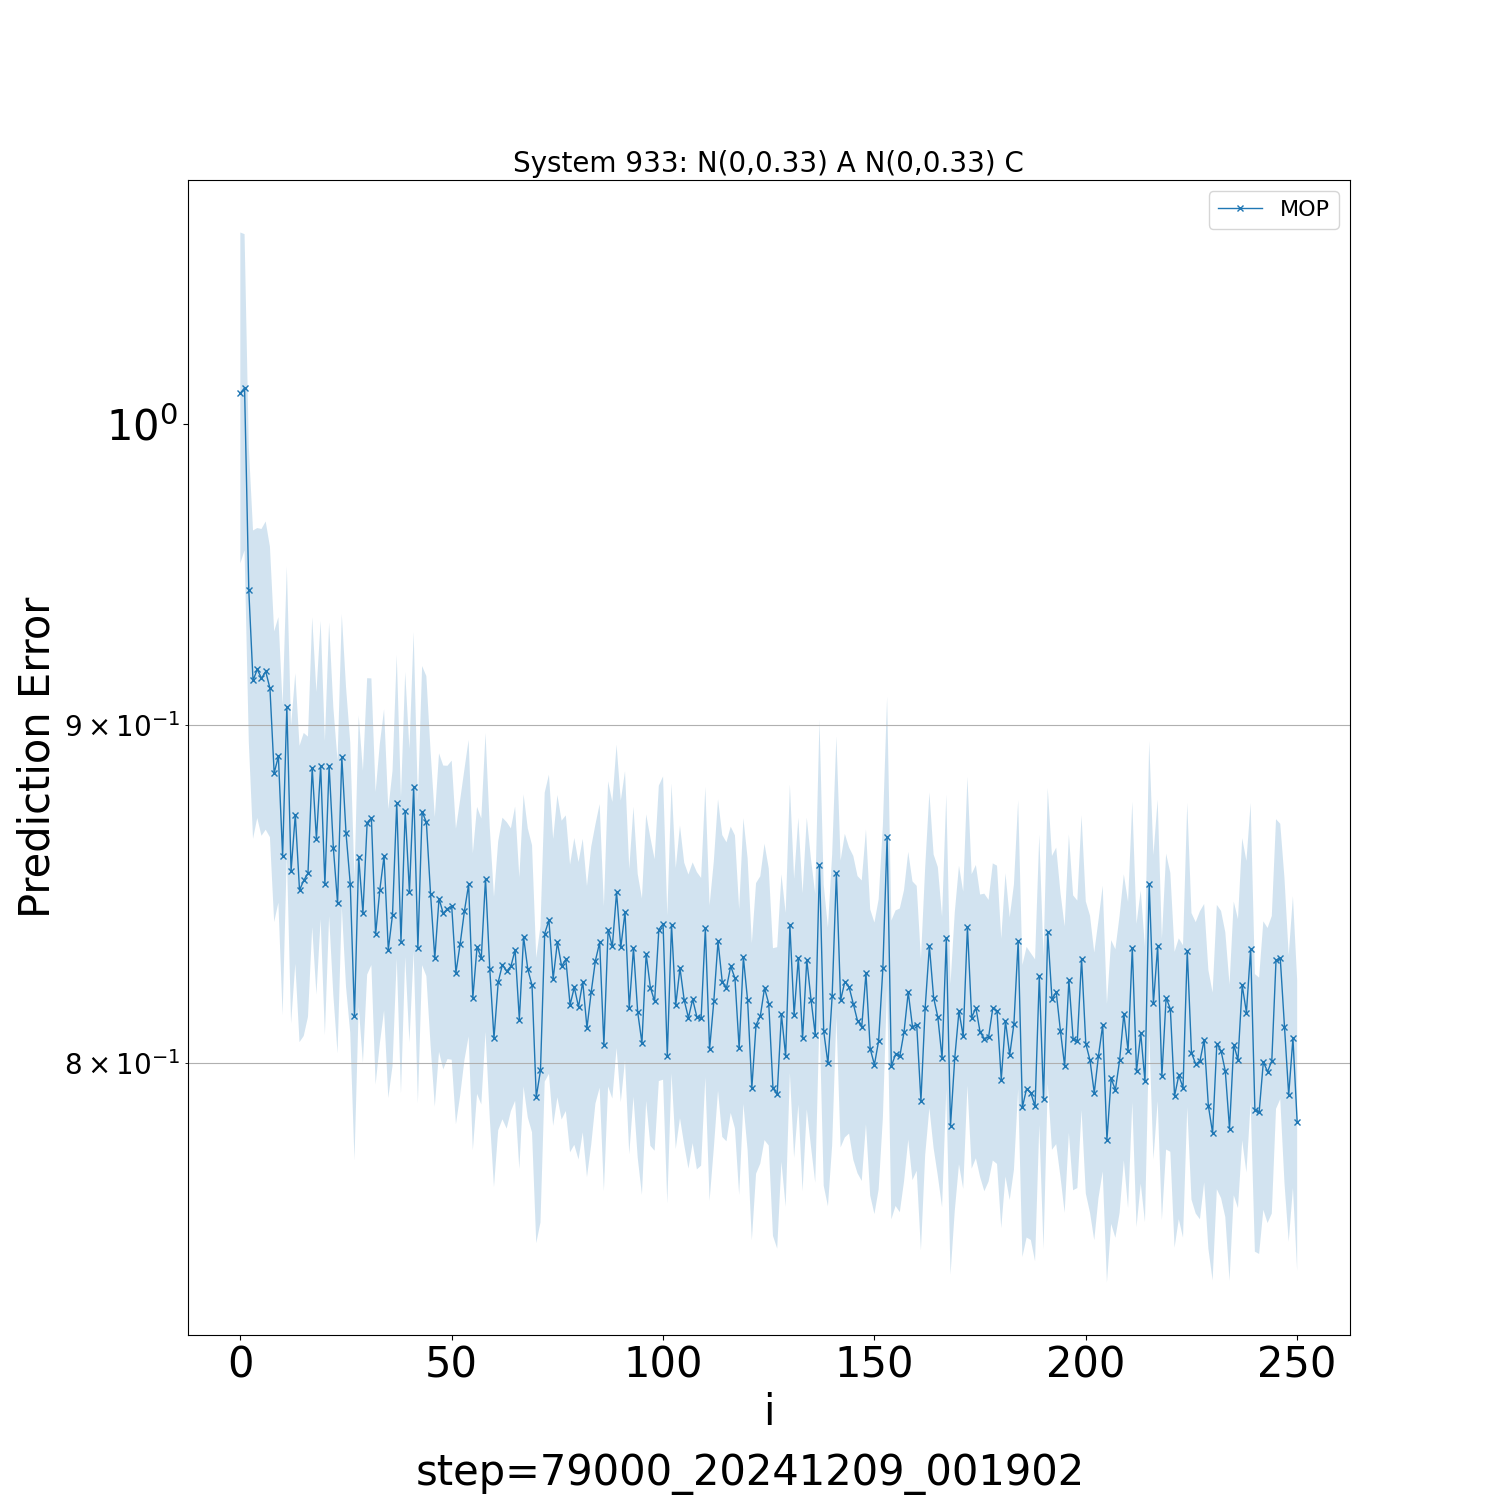 System 933: N(0,0.33) A N(0,0.33) C
MOP
10⁰
9 × 10⁻¹
8 × 10⁻¹
Prediction Error
0 50 100 150 200 250
i
step=79000_20241209_001902